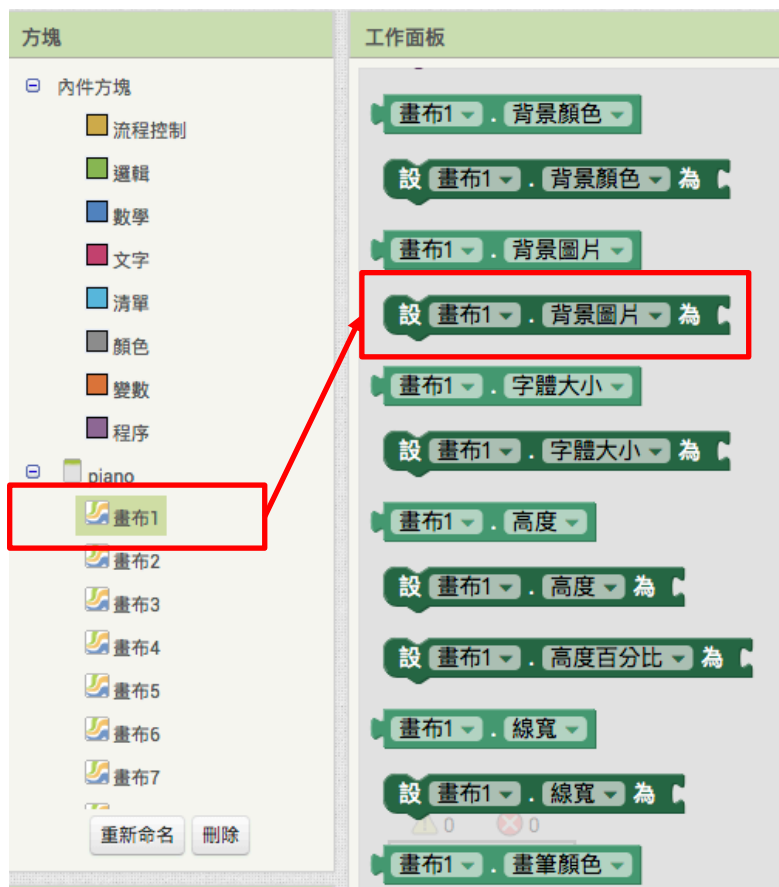 方塊
內件方塊
流程控制
邏輯
數學
文字
清單
顏色
變數
程序
piano
畫布1
畫布2
畫布3
畫布4
畫布5
畫布6
畫布7
重新命名 刪除
工作面板
畫布1 . 背景顏色
設 畫布1 . 背景顏色 為
畫布1 . 背景圖片
設 畫布1 . 背景圖片 為
畫布1 . 字體大小
設 畫布1 . 字體大小 為
畫布1 . 高度
設 畫布1 . 高度 為
設 畫布1 . 高度百分比 為
畫布1 . 線寬
設 畫布1 . 線寬 為
0 0
畫布1 . 畫筆顏色